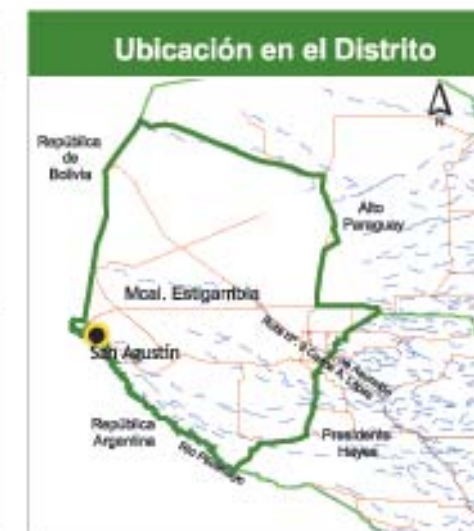 Ubicación en el Distrito
N
República
de
Bolivia
Alto
Paraguay
Mcal. Estigarribia
San Agustín
República
Argentina
Presidente
Hayes